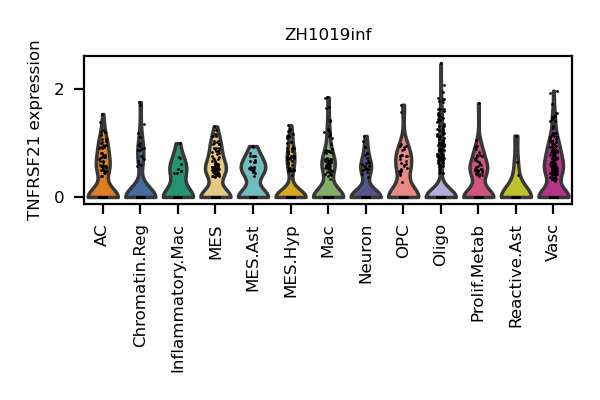 ZH1019inf
TNFRSF21 expression
2
0
AC
Chromatin.Reg
Inflammatory.Mac
MES
MES.Ast
MES.Hyp
Mac
Neuron
OPC
Oligo
Prolif.Metab
Reactive.Ast
Vasc